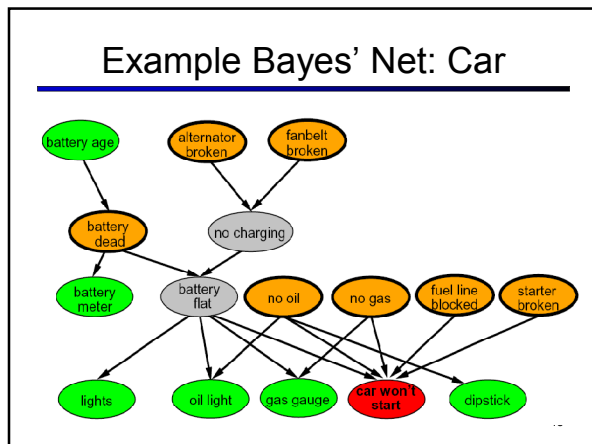 Example Bayes' Net: Car
battery age
alternator
broken
fanbelt
broken
battery
dead
no charging
battery
meter
battery
flat
no oil
no gas
fuel line
blocked
starter
broken
lights
oil light
gas gauge
car won't
start
dipstick